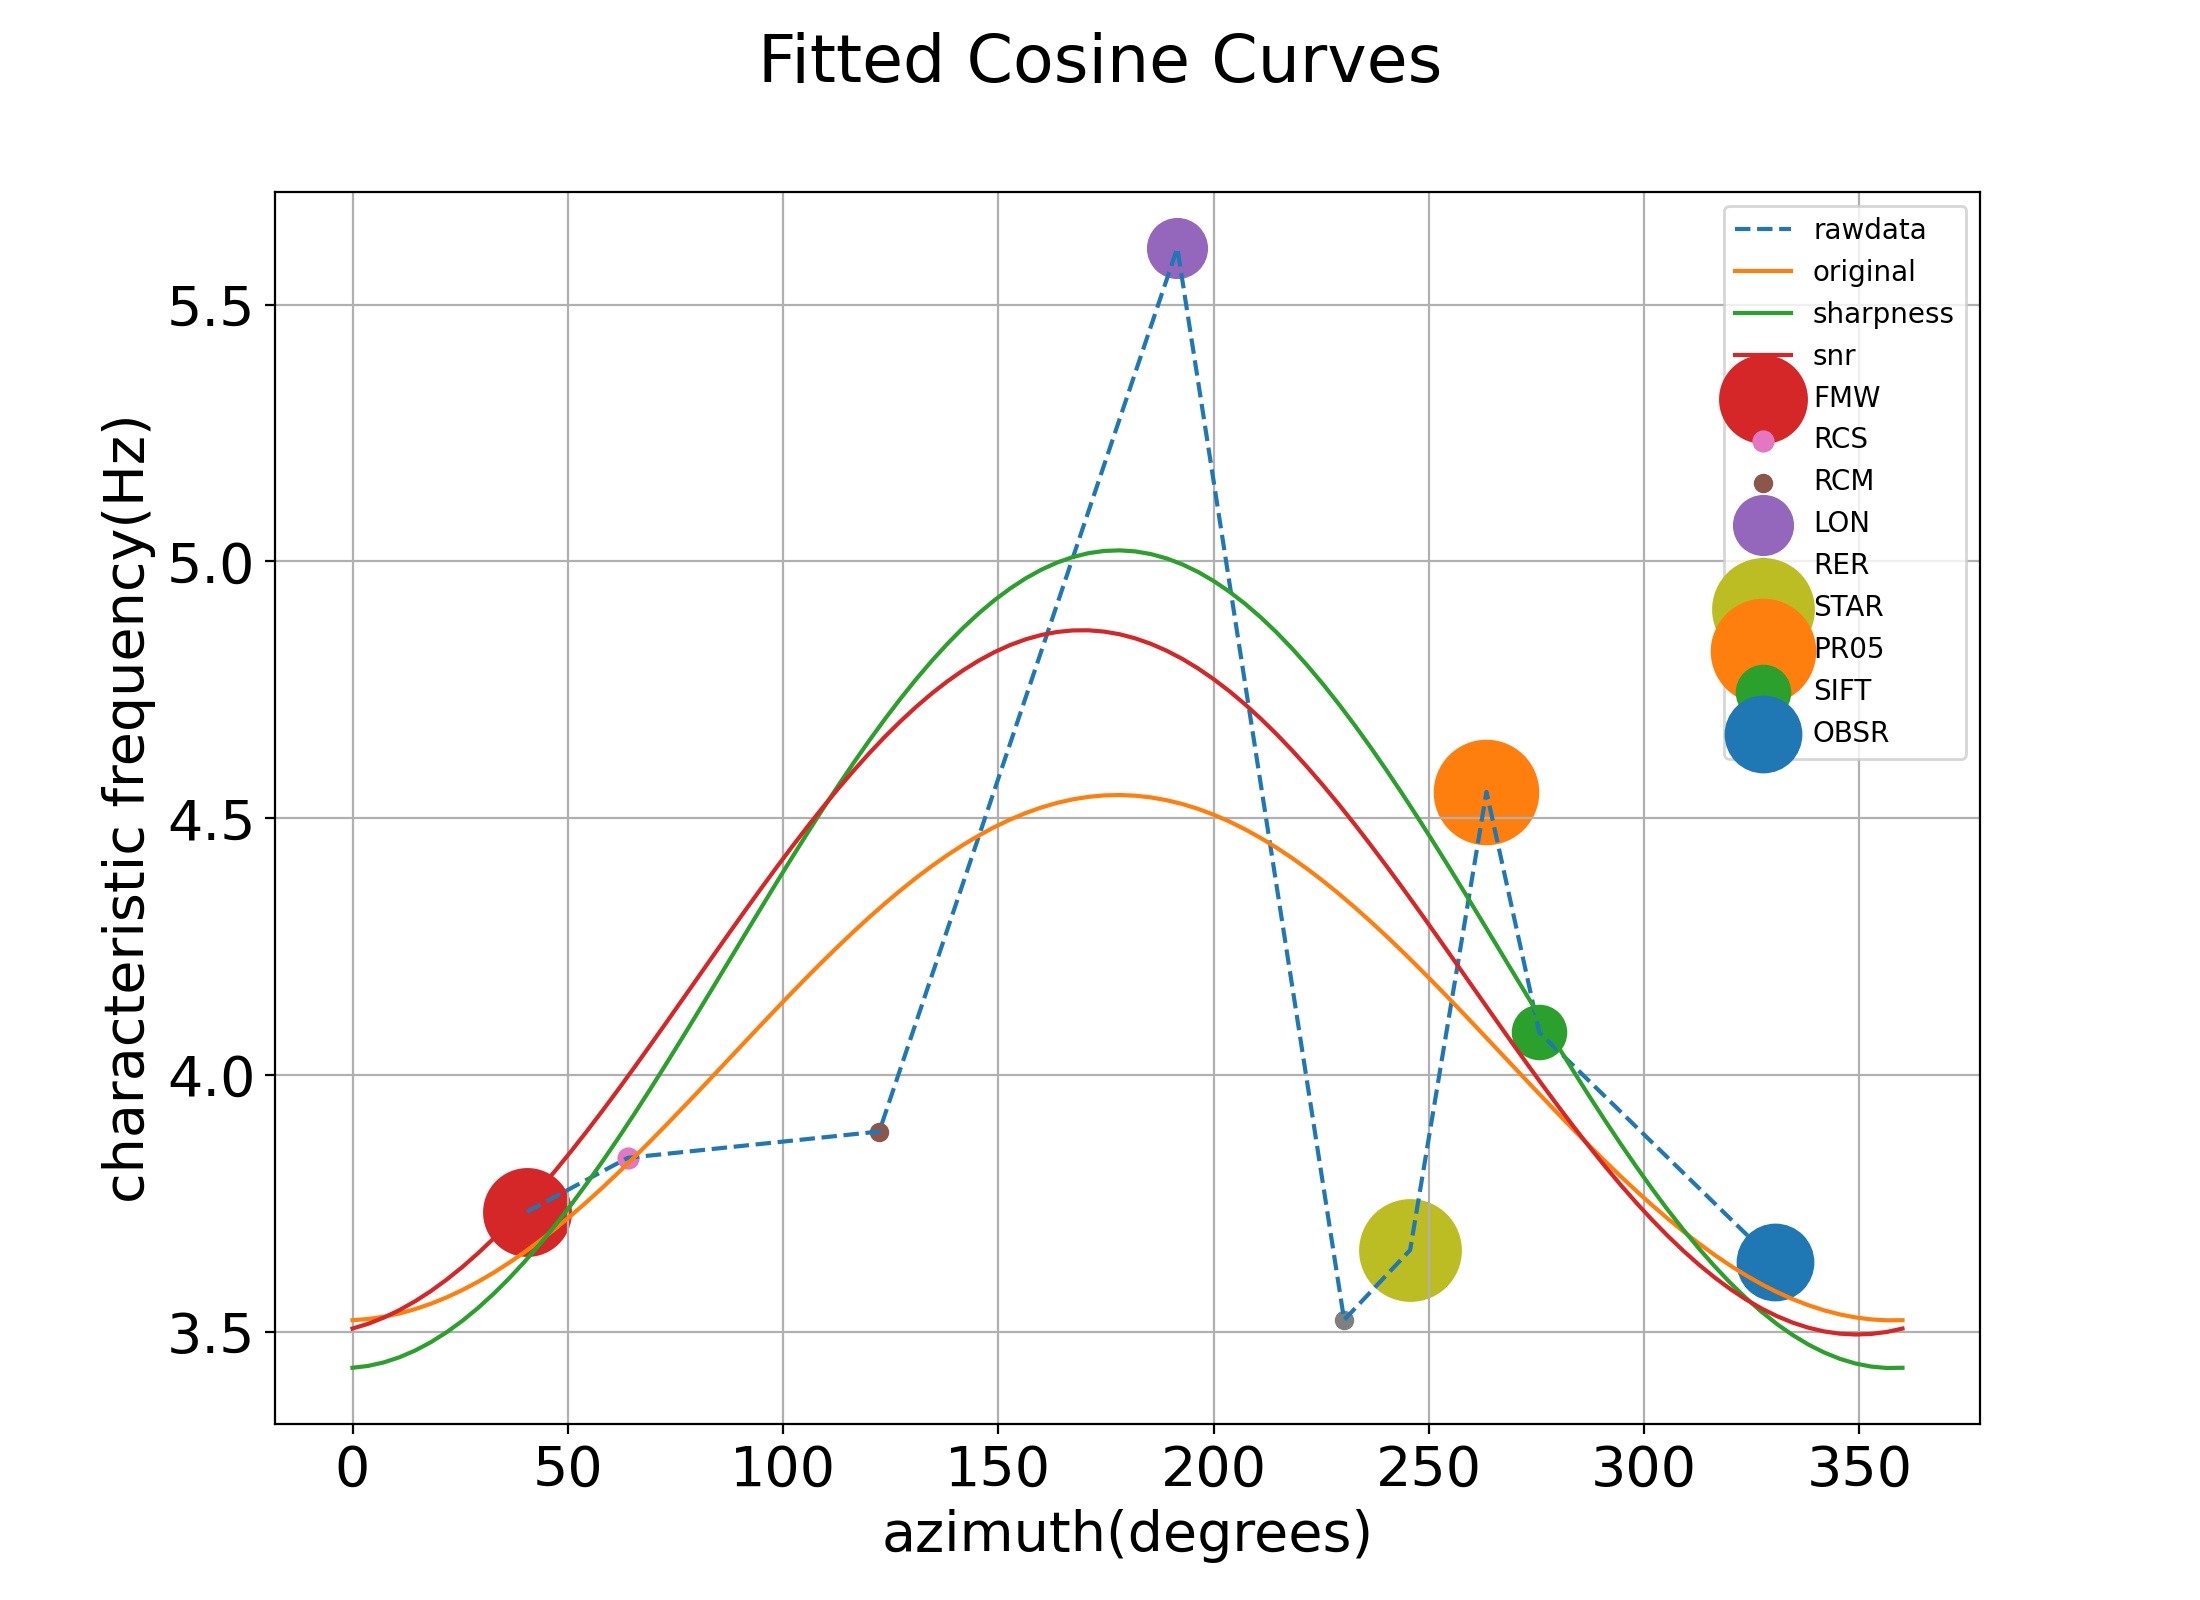 Fitted Cosine Curves
characteristic frequency(Hz)
5.5
5.0
4.5
4.0
3.5
rawdata
original
sharpness
snr
FMW
RCS
RCM
LON
RER
STAR
PR05
SIFT
OBSR
0 50 100 150 200 250 300 350
azimuth(degrees)